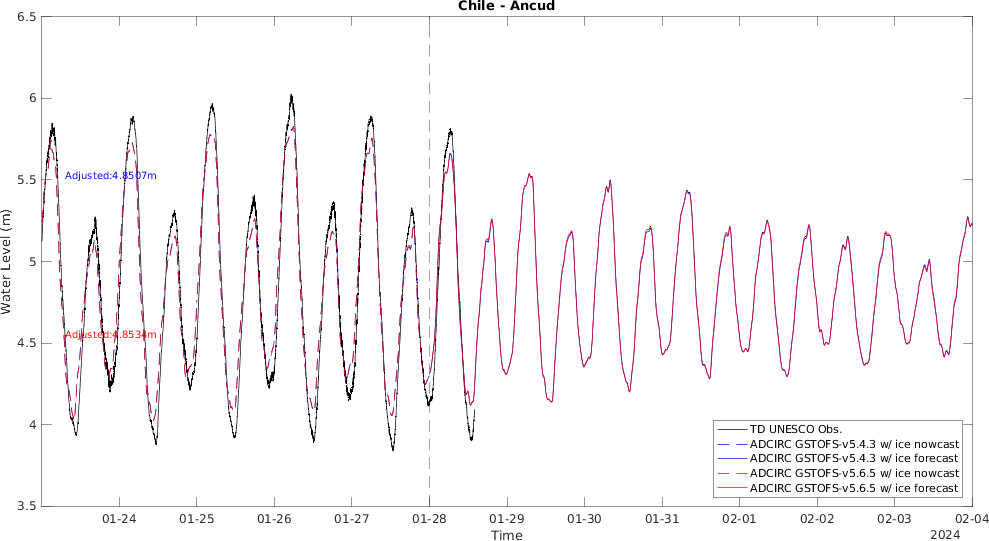 Chile - Ancud
6.5
6
5.5
5
4.5
4
3.5
Water Level (m)
Adjusted:4.8507m
Adjusted:4.8534m
TD UNESCO Obs.
ADCIRC GSTOFS-v5.4.3 w/ ice nowcast
ADCIRC GSTOFS-v5.4.3 w/ ice forecast
ADCIRC GSTOFS-v5.6.5 w/ ice nowcast
ADCIRC GSTOFS-v5.6.5 w/ ice forecast
01-24 01-25 01-26 01-27 01-28 01-29 01-30 01-31 02-01 02-02 02-03 02-04
Time
2024